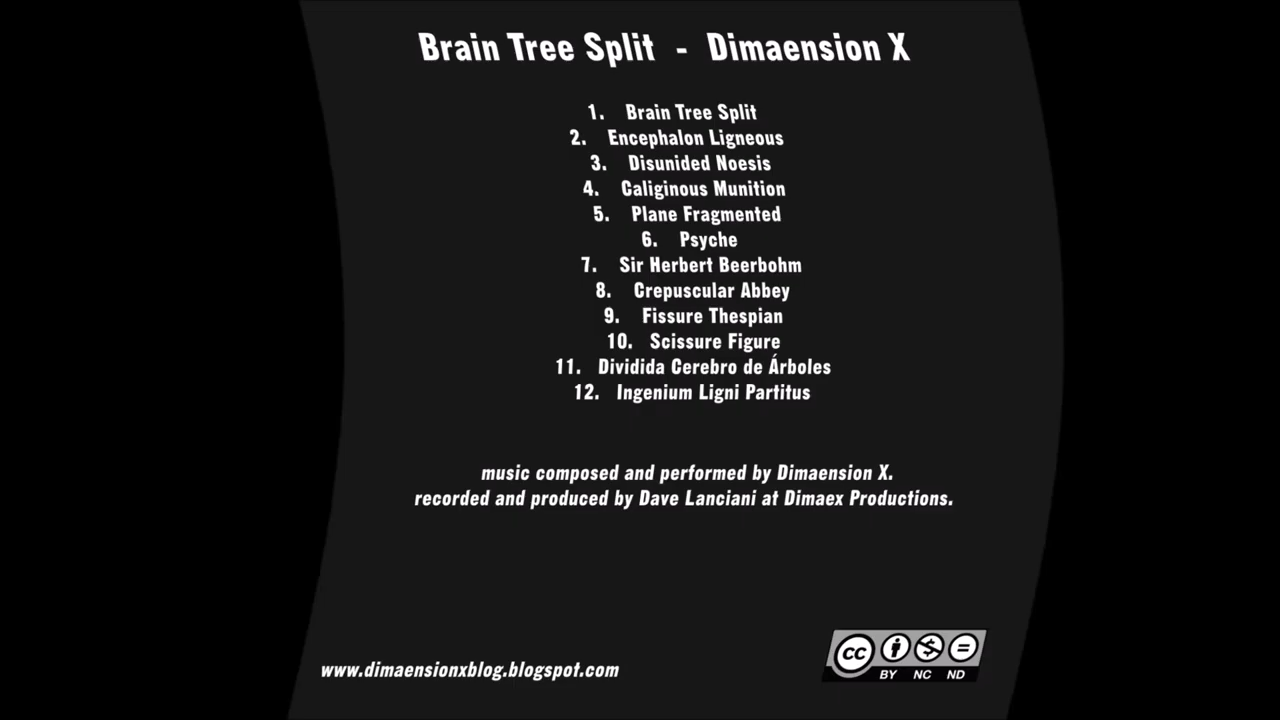 Brain Tree Split - Dimaension X
1. Brain Tree Split
2. Encephalon Ligneous
3. Disunided Noesis
4. Caliginous Munition
5. Plane Fragmented
6. Psyche
7. Sir Herbert Beerbohm
8. Crepuscular Abbey
9. Fissure Thespian
10. Scissure Figure
11. Dividida Cerebro de Árboles
12. Ingenium Ligni Partitus
music composed and performed by Dimaension X.
recorded and produced by Dave Lanciani at Dimaex Productions.
www.dimaensionxblog.blogspot.com
cc
BY NC ND